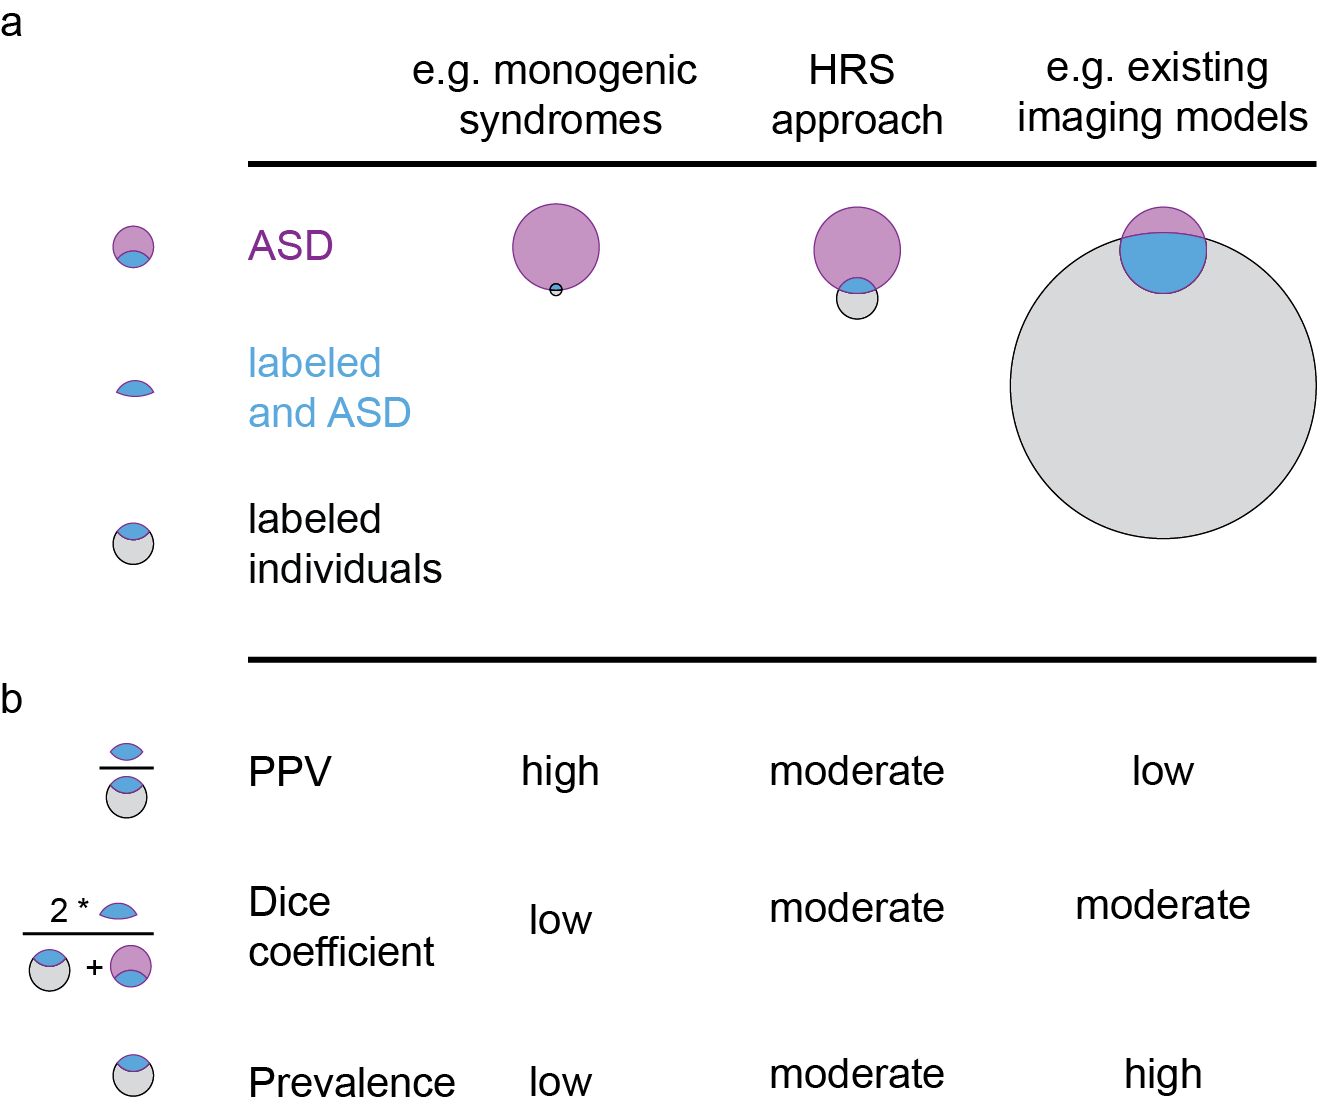 a
e.g. monogenic
syndromes
HRS
approach
e.g. existing
imaging models
ASD
labeled
and ASD
labeled
individuals
b
PPV
high
moderate
low
2 *
+
Dice
coefficient
low
moderate
moderate
Prevalence
low
moderate
high